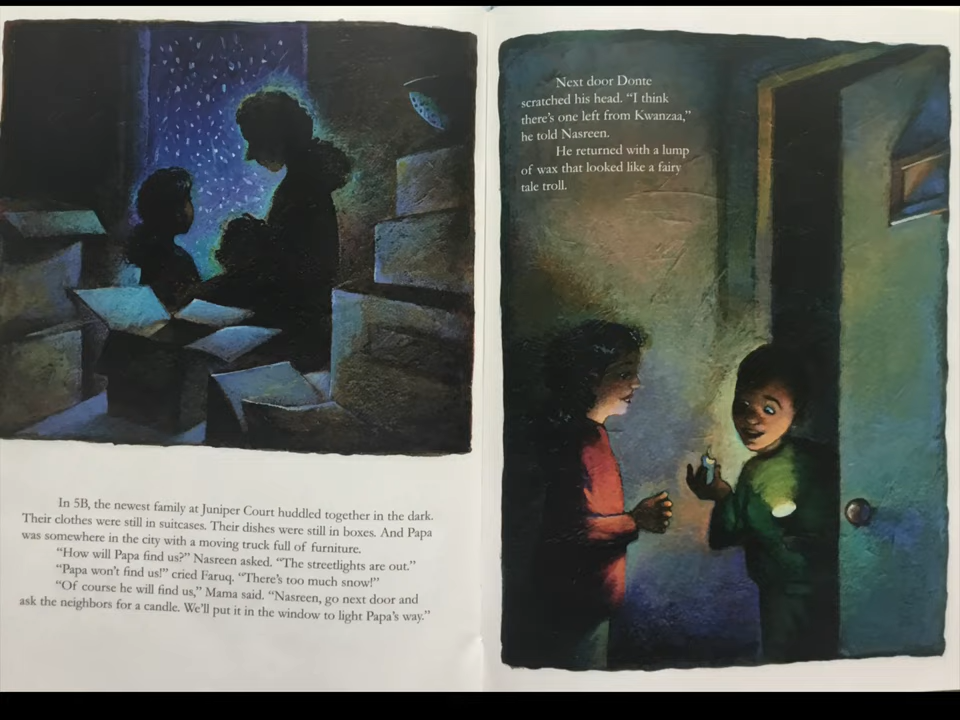 In 5B, the newest family at Juniper Court huddled together in the dark.
Their clothes were still in suitcases. Their dishes were still in boxes. And Papa
was somewhere in the city with a moving truck full of furniture.
"How will Papa find us?" Nasreen asked. "The streetlights are out."
"Papa won't find us!" cried Faruq. "There's too much snow!"
"Of course he will find us," Mama said. "Nasreen, go next door and
ask the neighbors for a candle. We'll put it in the window to light Papa's way."
Next door Donte
scratched his head. "I think
there's one left from Kwanzaa,"
he told Nasreen.
He returned with a lump
of wax that looked like a fairy
tale troll.